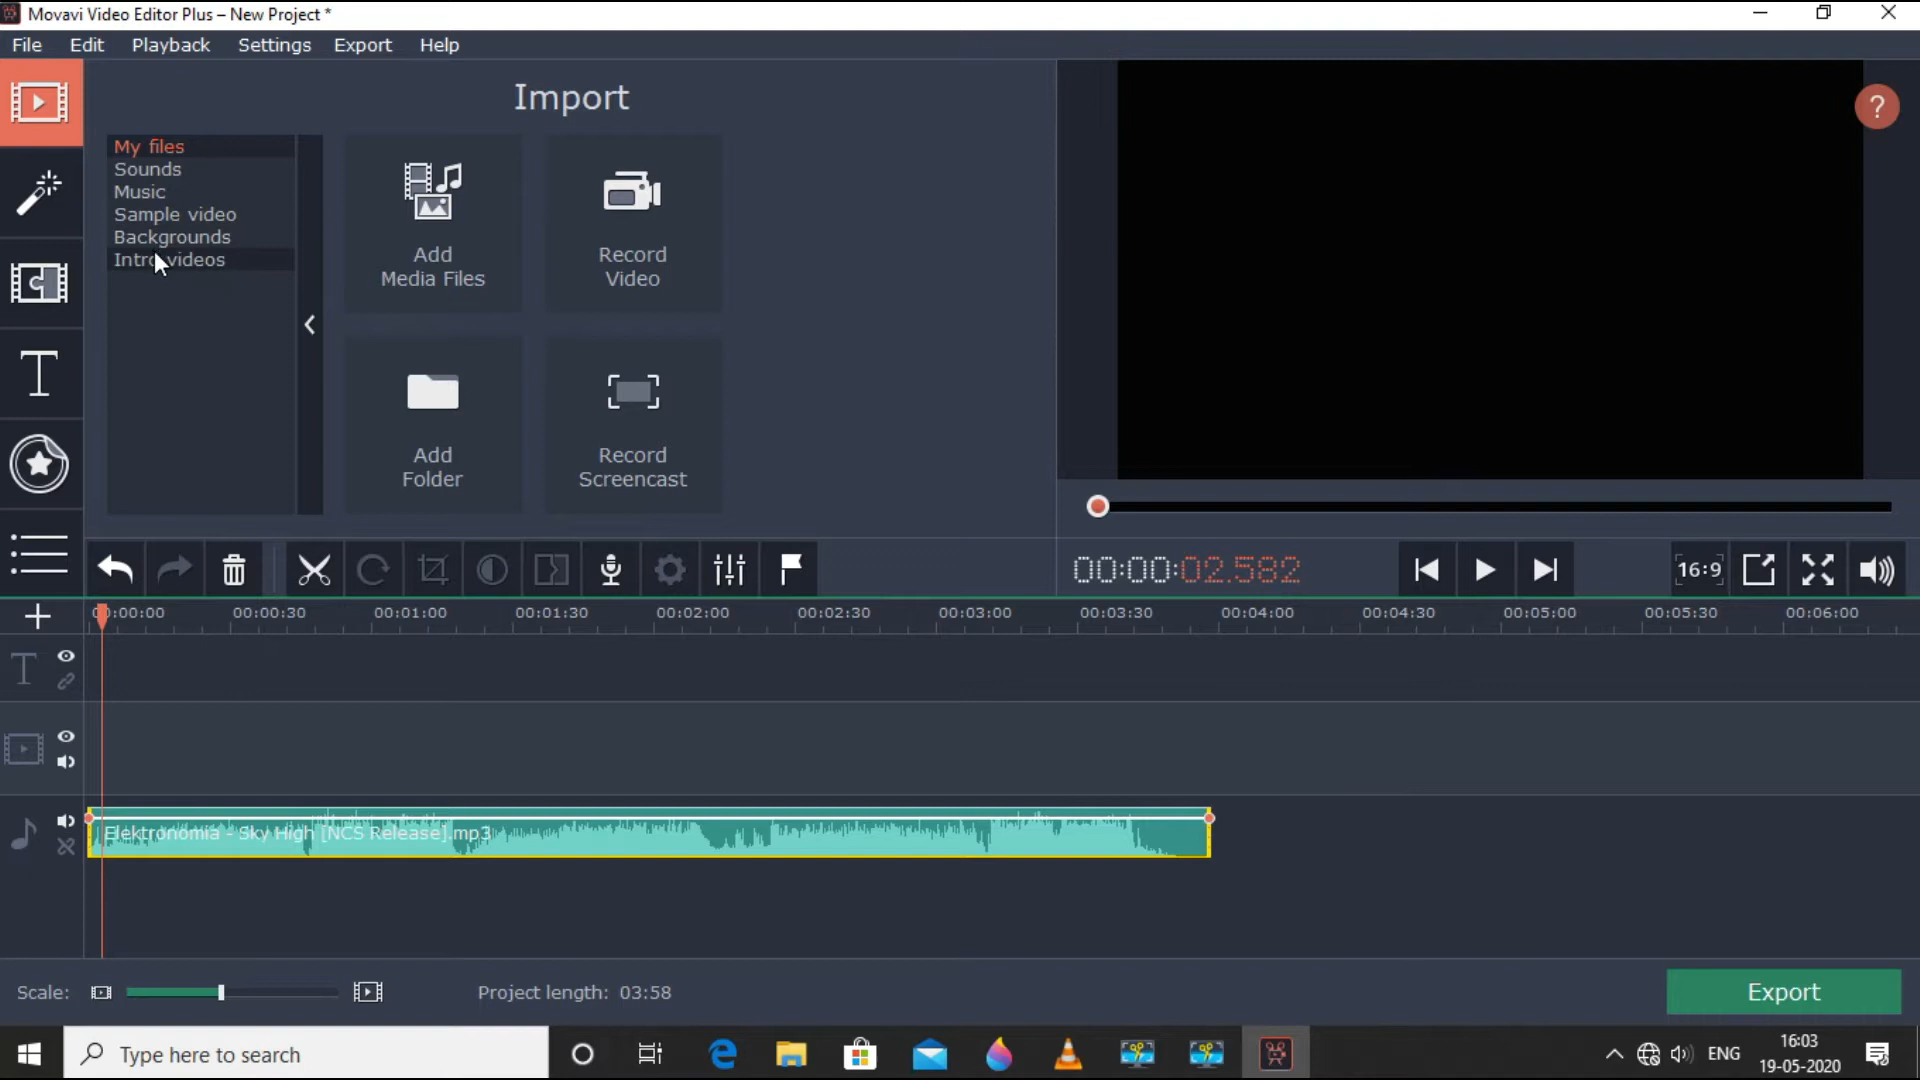 Movavi Video Editor Plus – New Project *
File Edit Playback Settings Export Help
Import
?
My files
Sounds
Music
Sample video
Backgrounds
Intro videos
Add
Media Files
Record
Video
Add
Folder
Record
Screencast
00:00:02.582
16:9
00:00:00 00:00:30 00:01:00 00:01:30 00:02:00 00:02:30 00:03:00 00:03:30 00:04:00 00:04:30 00:05:00 00:05:30 00:06:00
T
Elektronomia - Sky High [NCS Release].mp3
Scale:
Project length: 03:58
Export
Type here to search
ENG
16:03
19-05-2020